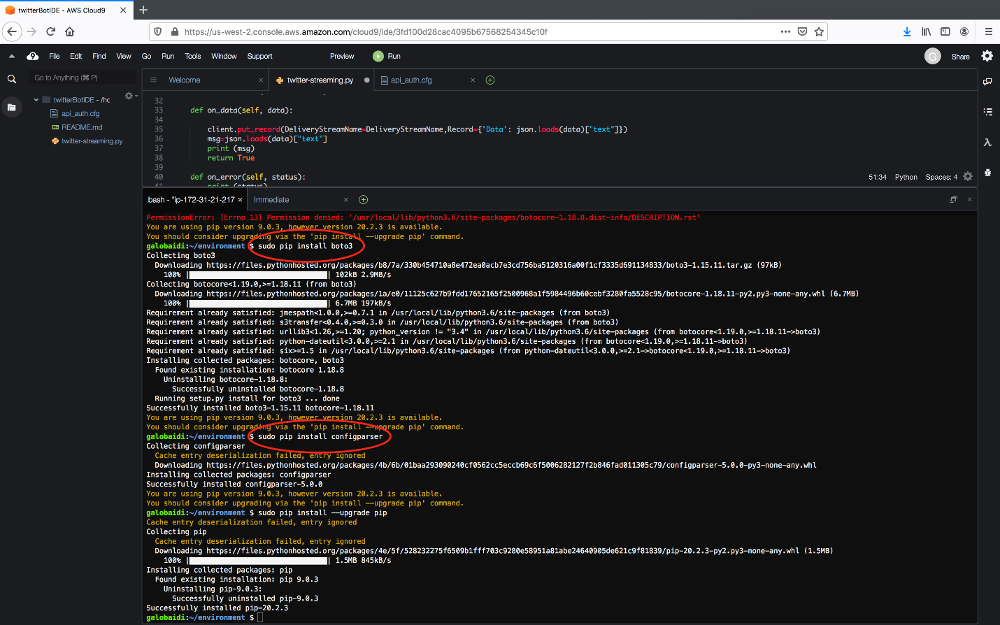 twitterBotIDE - AWS Cloud9
https://us-west-2.console.aws.amazon.com/cloud9/ide/3fd100d28cac4095b67568254345c10f
9 File Edit Find View Go Run Tools Window Support Preview Run G Share
Go to Anything (⌘ P)
twitterBotIDE - /hc
api_auth.cfg
README.md
twitter-streaming.py
Welcome twitter-streaming.py api_auth.cfg
32
33 def on_data(self, data):
34
35 client.put_record(DeliveryStreamName=DeliveryStreamName,Record={'Data': json.loads(data)["text"]})
36 msg=json.loads(data)["text"]
37 print (msg)
38 return True
39
40 def on_error(self, status):
41 print (status)
51:34 Python Spaces: 4
bash - "ip-172-31-21-217 Immediate
PermissionError: [Errno 13] Permission denied: '/usr/local/lib/python3.6/site-packages/botocore-1.18.8.dist-info/DESCRIPTION.rst'
You are using pip version 9.0.3, however version 20.2.3 is available.
You should consider upgrading via the 'pip install --upgrade pip' command.
galobaidi:~/environment $ sudo pip install boto3
Collecting boto3
Downloading https://files.pythonhosted.org/packages/b8/7a/330b454710a8e472ea0acb7e3cd756ba5120316a00f1cf3335d691134833/boto3-1.15.11.tar.gz (97kB)
100% |████████████████████████████████| 102kB 2.9MB/s
Collecting botocore<1.19.0,>=1.18.11 (from boto3)
Downloading https://files.pythonhosted.org/packages/1a/e0/11125c627b9fdd17652165f2500968a1f5984496b60cebf3280fa5528c95/botocore-1.18.11-py2.py3-none-any.whl (6.7MB)
100% |████████████████████████████████| 6.7MB 197kB/s
Requirement already satisfied: jmespath<1.0.0,>=0.7.1 in /usr/local/lib/python3.6/site-packages (from boto3)
Requirement already satisfied: s3transfer<0.4.0,>=0.3.0 in /usr/local/lib/python3.6/site-packages (from boto3)
Requirement already satisfied: urllib3<1.26,>=1.20; python_version != "3.4" in /usr/local/lib/python3.6/site-packages (from botocore<1.19.0,>=1.18.11->boto3)
Requirement already satisfied: python-dateutil<3.0.0,>=2.1 in /usr/local/lib/python3.6/site-packages (from botocore<1.19.0,>=1.18.11->boto3)
Requirement already satisfied: six>=1.5 in /usr/local/lib/python3.6/site-packages (from python-dateutil<3.0.0,>=2.1->botocore<1.19.0,>=1.18.11->boto3)
Installing collected packages: botocore, boto3
Found existing installation: botocore 1.18.8
Uninstalling botocore-1.18.8:
Successfully uninstalled botocore-1.18.8
Running setup.py install for boto3 ... done
Successfully installed boto3-1.15.11 botocore-1.18.11
You are using pip version 9.0.3, however version 20.2.3 is available.
You should consider upgrading via the 'pip install --upgrade pip' command.
galobaidi:~/environment $ sudo pip install configparser
Collecting configparser
Cache entry deserialization failed, entry ignored
Downloading https://files.pythonhosted.org/packages/4b/6b/01baa293090240cf0562cc5eccb69c6f5006282127f2b846fad011305c79/configparser-5.0.0-py3-none-any.whl
Installing collected packages: configparser
Successfully installed configparser-5.0.0
You are using pip version 9.0.3, however version 20.2.3 is available.
You should consider upgrading via the 'pip install --upgrade pip' command.
galobaidi:~/environment $ sudo pip install --upgrade pip
Cache entry deserialization failed, entry ignored
Collecting pip
Cache entry deserialization failed, entry ignored
Downloading https://files.pythonhosted.org/packages/4e/5f/528232275f6509b1fff703c9280e58951a81abe24640905de621c9f81839/pip-20.2.3-py2.py3-none-any.whl (1.5MB)
100% |████████████████████████████████| 1.5MB 845kB/s
Installing collected packages: pip
Found existing installation: pip 9.0.3
Uninstalling pip-9.0.3:
Successfully uninstalled pip-9.0.3
Successfully installed pip-20.2.3
galobaidi:~/environment $